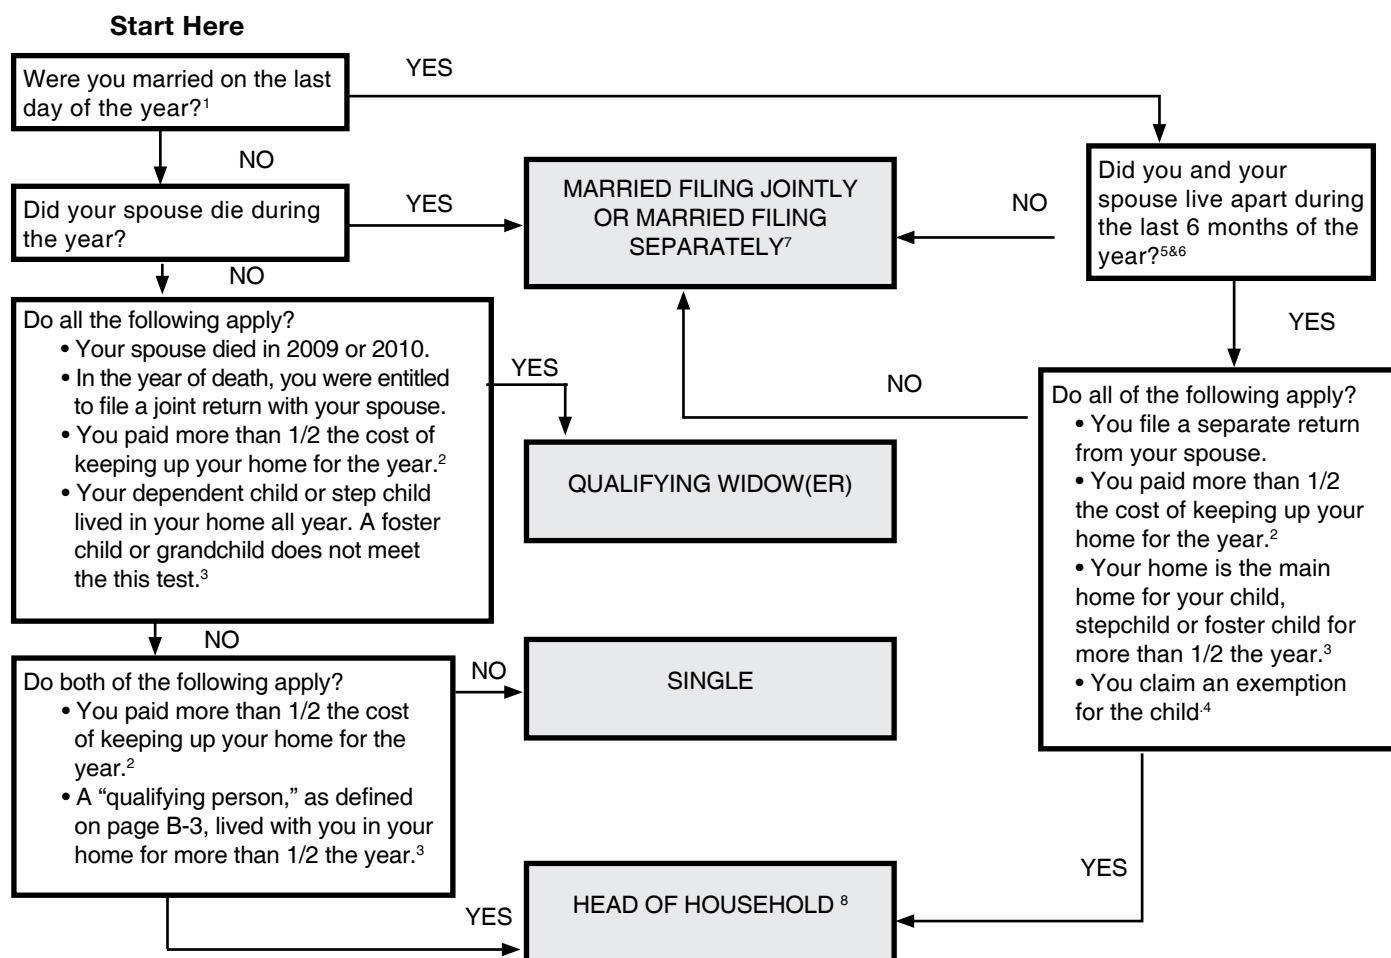 Start Here
Were you married on the last
day of the year?1
YES
NO
Did your spouse die during
the year?
YES
NO
MARRIED FILING JOINTLY
OR MARRIED FILING
SEPARATELY7
NO
Did you and your
spouse live apart during
the last 6 months of the
year?5&6
YES
Do all the following apply?
• Your spouse died in 2009 or 2010.
• In the year of death, you were entitled
to file a joint return with your spouse.
• You paid more than 1/2 the cost of
keeping up your home for the year.2
• Your dependent child or step child
lived in your home all year. A foster
child or grandchild does not meet
the this test.3
YES
QUALIFYING WIDOW(ER)
NO
NO
Do all of the following apply?
• You file a separate return
from your spouse.
• You paid more than 1/2
the cost of keeping up your
home for the year.2
• Your home is the main
home for your child,
stepchild or foster child for
more than 1/2 the year.3
• You claim an exemption
for the child.4
Do both of the following apply?
• You paid more than 1/2 the cost
of keeping up your home for the
year.2
• A “qualifying person,” as defined
on page B-3, lived with you in your
home for more than 1/2 the year.3
NO
SINGLE
YES
HEAD OF HOUSEHOLD 8
YES